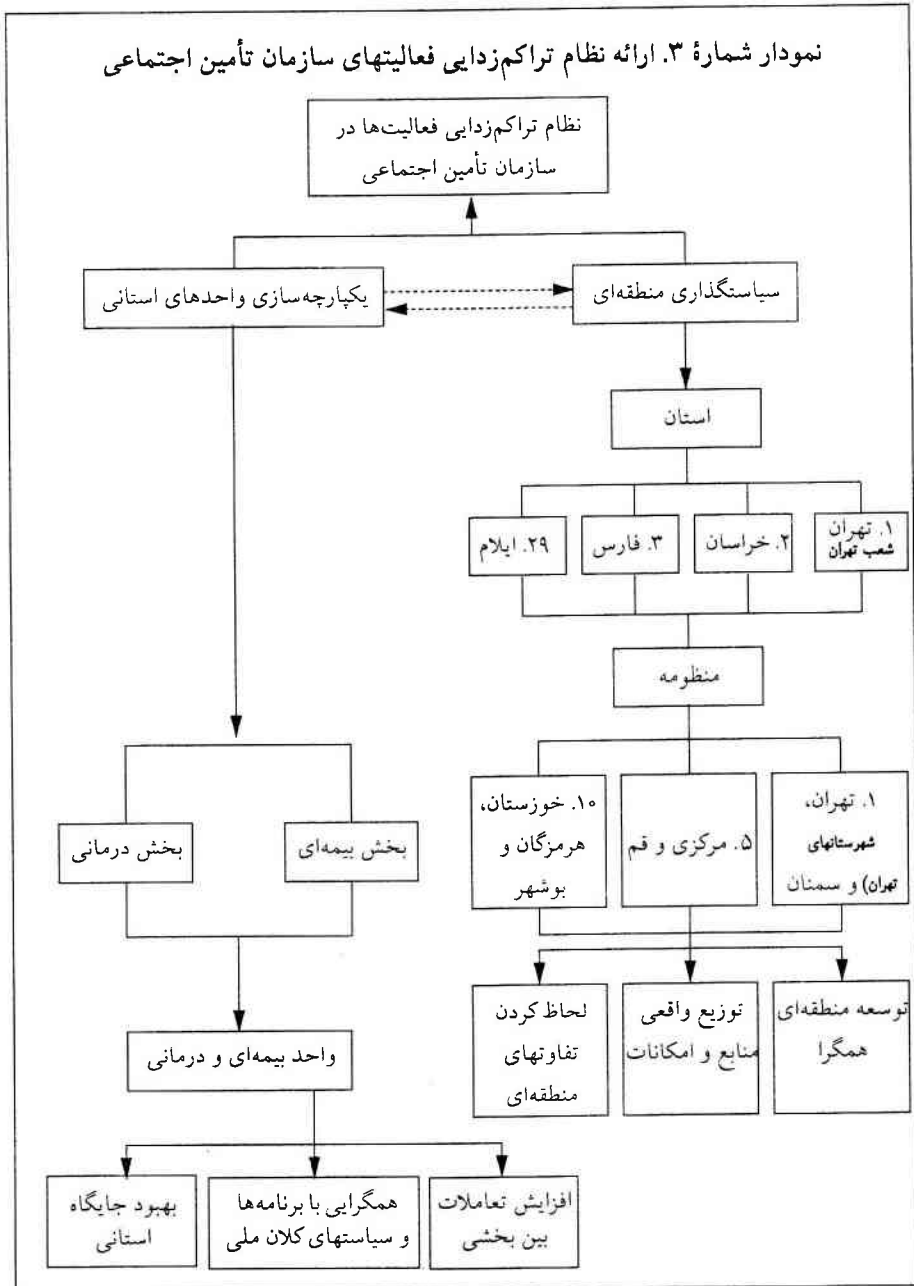 نمودار شمارهٔ ۳. ارائه نظام تراکم‌زدایی فعالیتهای سازمان تأمین اجتماعی
نظام تراکم‌زدایی فعالیت‌ها در
سازمان تأمین اجتماعی
سیاستگذاری منطقه‌ای
یکپارچه‌سازی واحدهای استانی
استان
۱. تهران
شعب تهران
۲. خراسان
۳. فارس
۲۹. ایلام
منظومه
۱. تهران،
شهرستانهای
تهران) و سمنان
۵. مرکزی و قم
۱۰. خوزستان،
هرمزگان و
بوشهر
بخش بیمه‌ای
بخش درمانی
توسعه منطقه‌ای
همگرا
توزیع واقعی
منابع و امکانات
لحاظ کردن
تفاوتهای
منطقه‌ای
واحد بیمه‌ای و درمانی
افزایش تعاملات
بین بخشی
همگرایی با برنامه‌ها
و سیاستهای کلان ملی
بهبود جایگاه
استانی